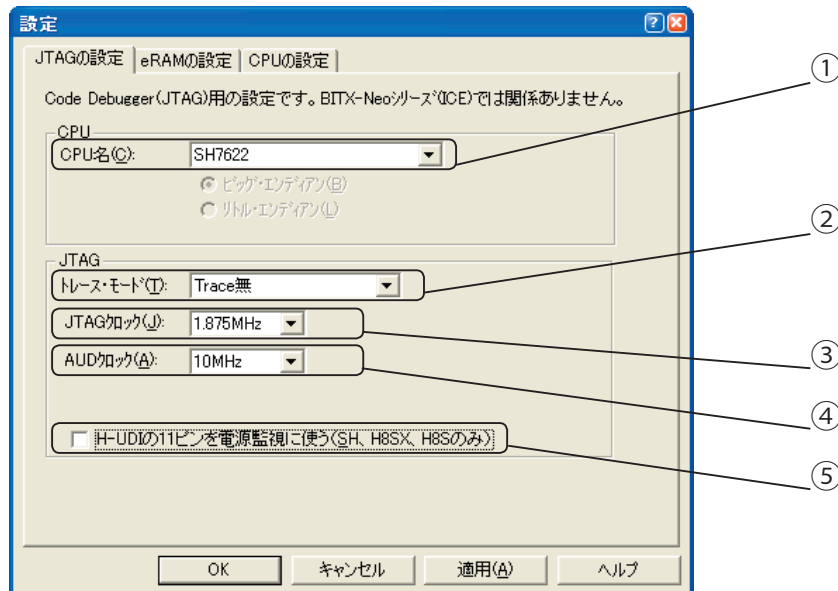 設定
JTAGの設定 eRAMの設定 CPUの設定
Code Debugger(JTAG)用の設定です。BITX-Neoｼﾘｰｽﾞ(ICE)では関係ありません。
CPU
CPU名(C): SH7622
ﾋﾞｯｸﾞ･ｴﾝﾃﾞｨｱﾝ(B)
ﾘﾄﾙ･ｴﾝﾃﾞｨｱﾝ(L)
①
JTAG
ﾄﾚｰｽ･ﾓｰﾄﾞ(T): Trace無
②
JTAGｸﾛｯｸ(J): 1.875MHz
③
AUDｸﾛｯｸ(A): 10MHz
④
H-UDIの11ピンを電源監視に使う(SH、H8SX、H8Sのみ)
⑤
OK キャンセル 適用(A) ヘルプ